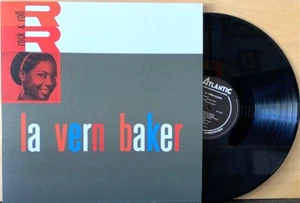 rock & roll
la vern baker
ATLANTIC